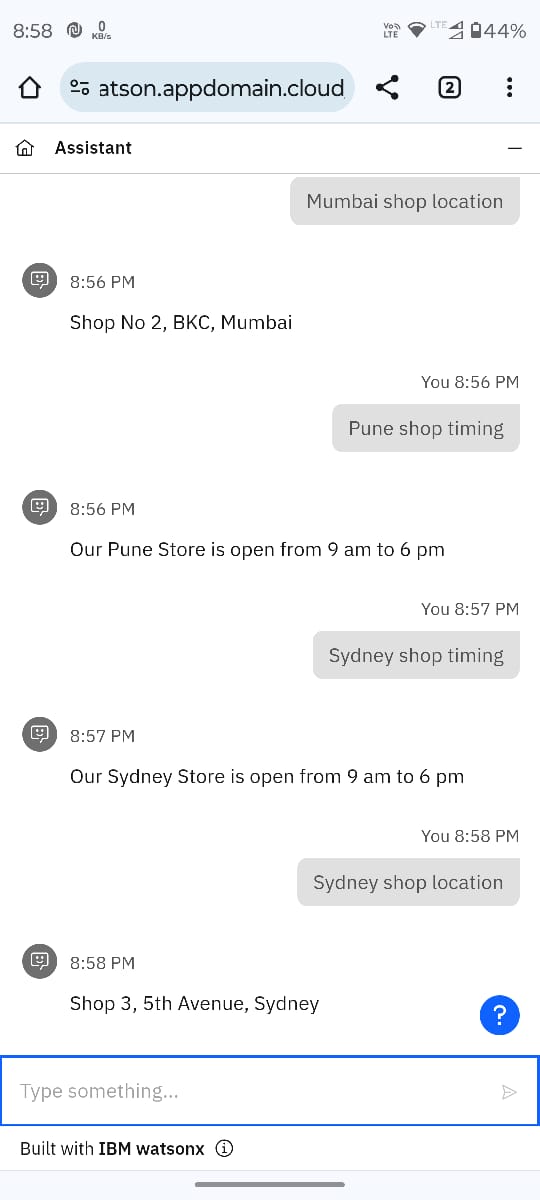 8:58 0 KB/s Vo LTE LTE 44%
atson.appdomain.cloud 2
Assistant
Mumbai shop location
8:56 PM
Shop No 2, BKC, Mumbai
You 8:56 PM
Pune shop timing
8:56 PM
Our Pune Store is open from 9 am to 6 pm
You 8:57 PM
Sydney shop timing
8:57 PM
Our Sydney Store is open from 9 am to 6 pm
You 8:58 PM
Sydney shop location
8:58 PM
Shop 3, 5th Avenue, Sydney
?
Type something...
Built with IBM watsonx